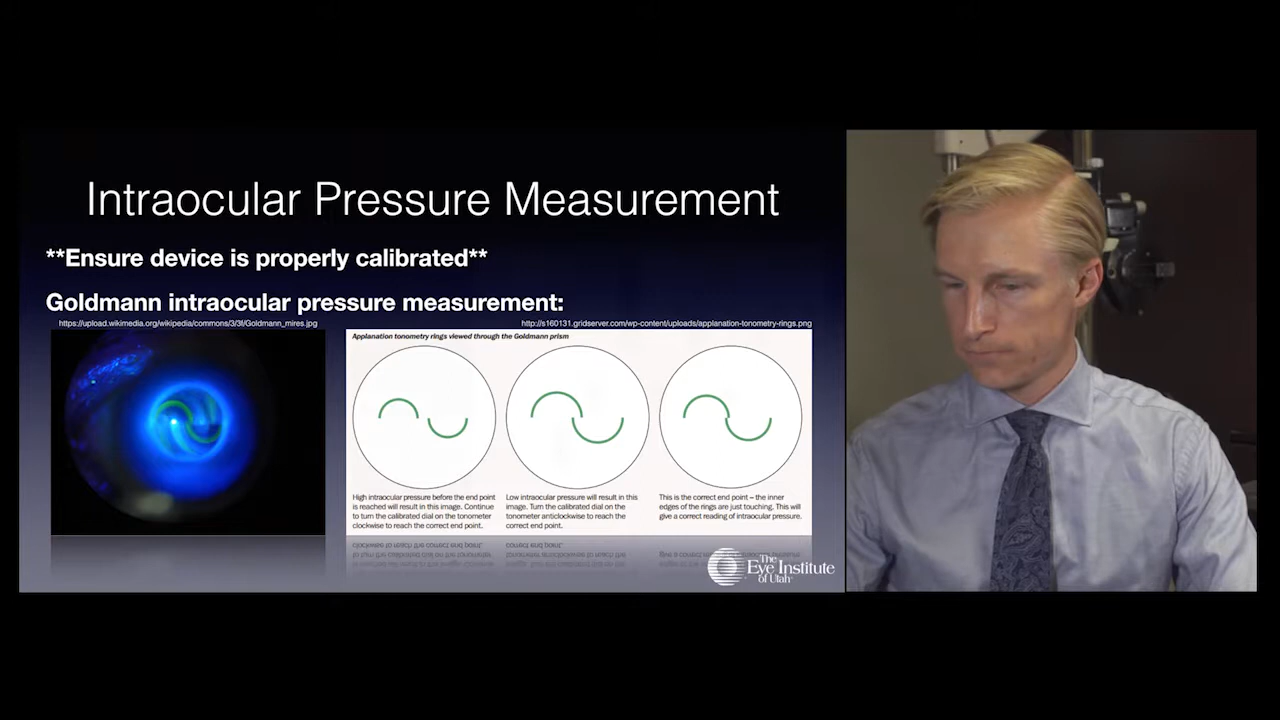 Intraocular Pressure Measurement
**Ensure device is properly calibrated**
Goldmann intraocular pressure measurement:
https://upload.wikimedia.org/wikipedia/commons/3/3f/Goldmann_mires.jpg
http://s160131.gridserver.com/wp-content/uploads/applanation-tonometry-rings.png
Applanation tonometry rings viewed through the Goldmann prism
High intraocular pressure before the end point
is reached will result in this image. Continue
to turn the calibrated dial on the tonometer
clockwise to reach the correct end point.
Low intraocular pressure will result in this
image. Turn the calibrated dial on the
tonometer anticlockwise to reach the
correct end point.
This is the correct end point – the inner
edges of the rings are just touching. This will
give a correct reading of intraocular pressure.
The
Eye Institute
of Utah